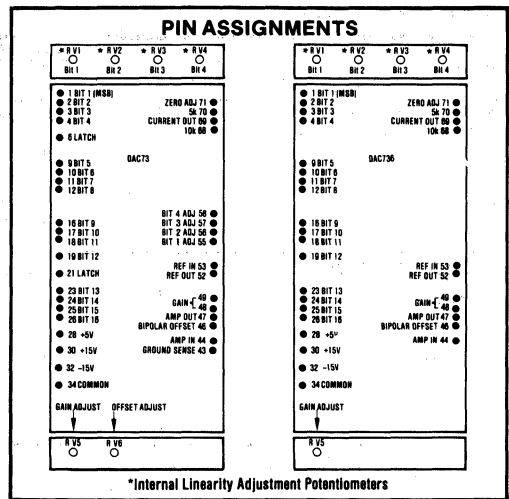 PIN ASSIGNMENTS
* R V1 * R V2 * R V3 * R V4
Bit 1 Bit 2 Bit 3 Bit 4
1 BIT 1 (MSB)
2 BIT 2
3 BIT 3
4 BIT 4
6 LATCH
ZERO ADJ 71
5k 70
CURRENT OUT 69
10k 68
DAC73
9 BIT 5
10 BIT 6
11 BIT 7
12 BIT 8
16 BIT 9
17 BIT 10
18 BIT 11
19 BIT 12
21 LATCH
BIT 4 ADJ 58
BIT 3 ADJ 57
BIT 2 ADJ 56
BIT 1 ADJ 55
REF IN 53
REF OUT 52
23 BIT 13
24 BIT 14
25 BIT 15
26 BIT 16
28 +5V
30 +15V
32 -15V
34 COMMON
GAIN 49
48
AMP OUT 47
BIPOLAR OFFSET 46
AMP IN 44
GROUND SENSE 43
GAIN ADJUST OFFSET ADJUST
R V5 R V6
* R V1 * R V2 * R V3 * R V4
Bit 1 Bit 2 Bit 3 Bit 4
1 BIT 1 (MSB)
2 BIT 2
3 BIT 3
4 BIT 4
ZERO ADJ 71
5k 70
CURRENT OUT 69
10k 68
DAC736
9 BIT 5
10 BIT 6
11 BIT 7
12 BIT 8
16 BIT 9
17 BIT 10
18 BIT 11
19 BIT 12
REF IN 53
REF OUT 52
23 BIT 13
24 BIT 14
25 BIT 15
26 BIT 16
28 +5V
30 +15V
32 -15V
34 COMMON
GAIN 49
48
AMP OUT 47
BIPOLAR OFFSET 46
AMP IN 44
GAIN ADJUST
R V5
*Internal Linearity Adjustment Potentiometers